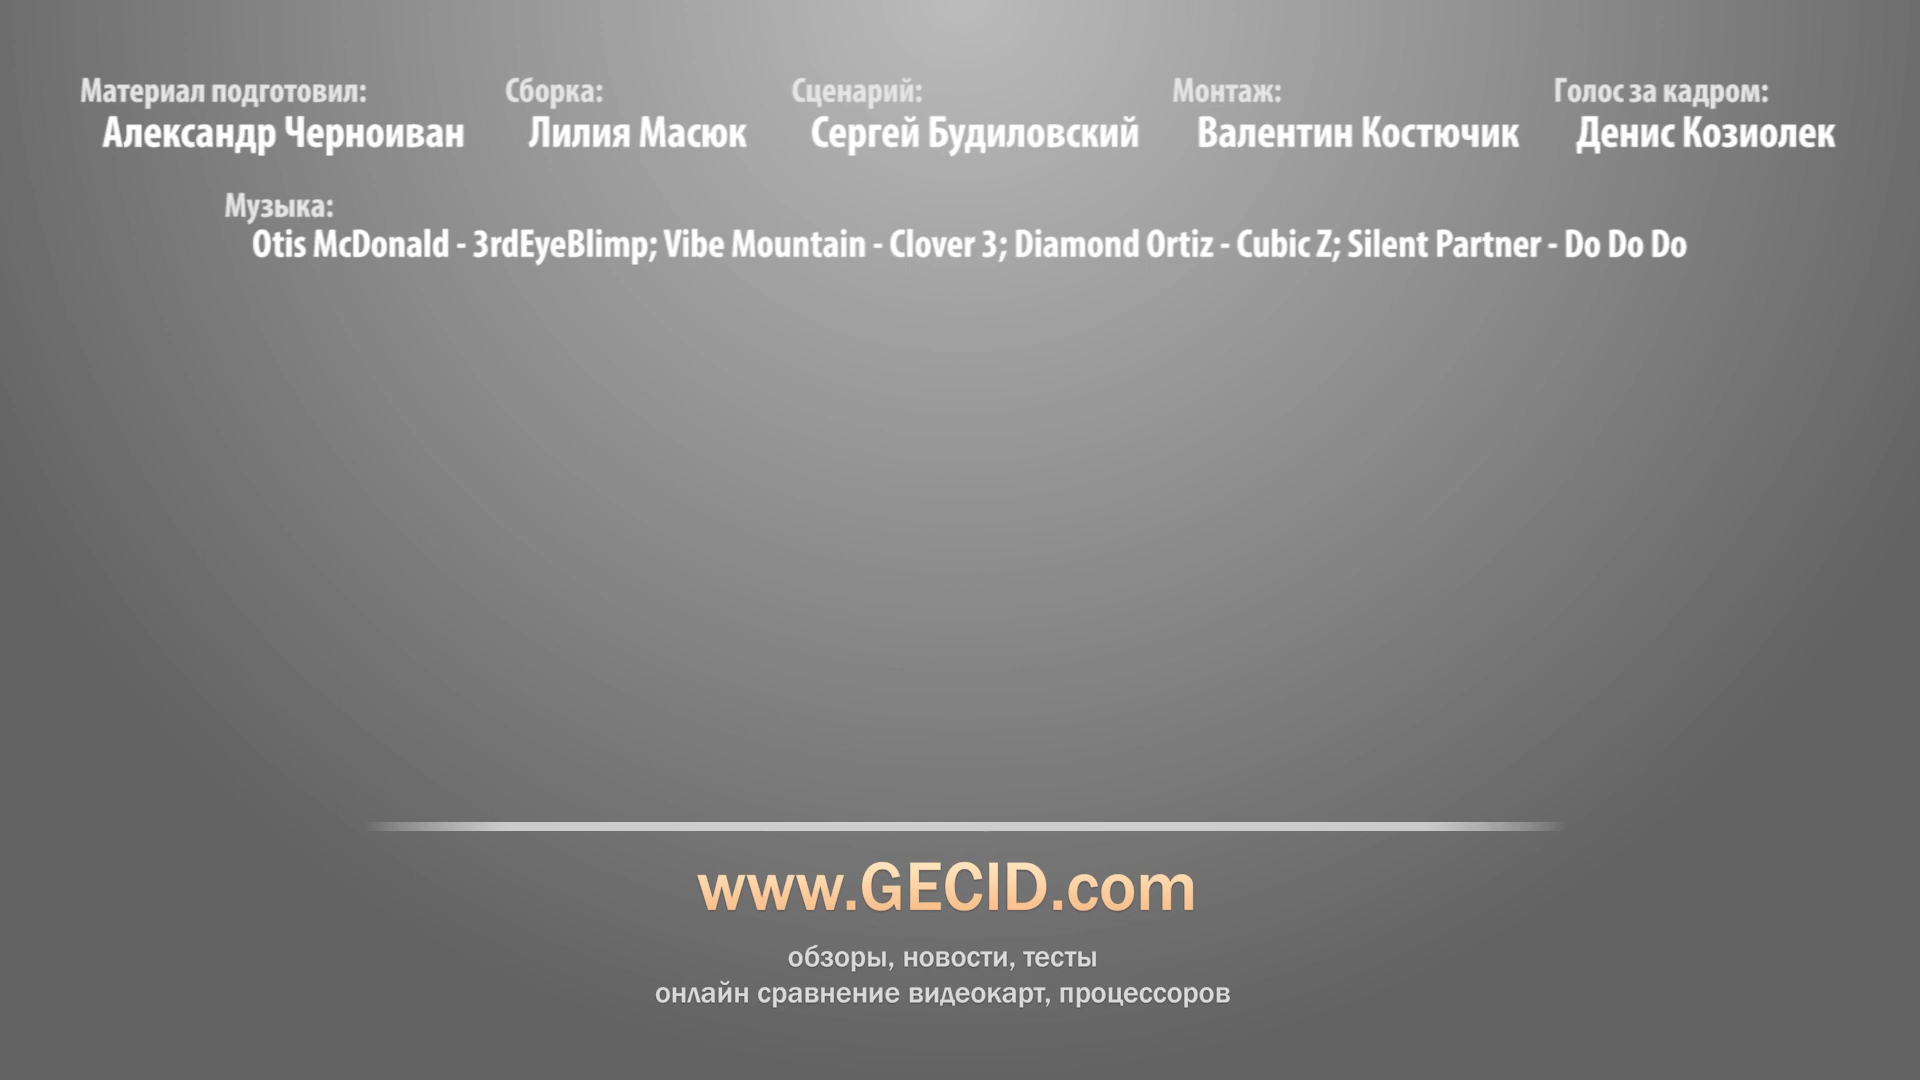 Материал подготовил: Сборка: Сценарий: Монтаж: Голос за кадром:
Александр Черноиван Лилия Масюк Сергей Будиловский Валентин Костючик Денис Козиолек
Музыка:
Otis McDonald - 3rdEyeBlimp; Vibe Mountain - Clover 3; Diamond Ortiz - Cubic Z; Silent Partner - Do Do Do
www.GECID.com
обзоры, новости, тесты
онлайн сравнение видеокарт, процессоров